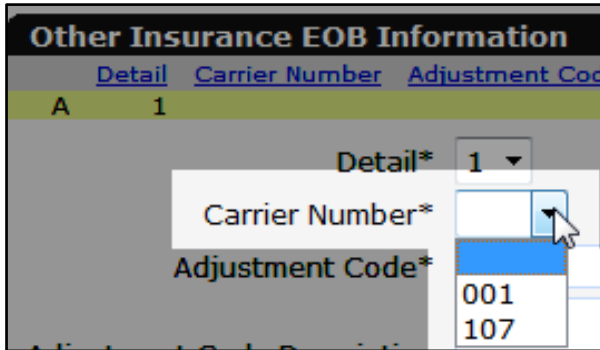 Other Insurance EOB Information
Detail Carrier Number Adjustment Cod
A 1
Detail* 1
Carrier Number*
Adjustment Code*
001
107